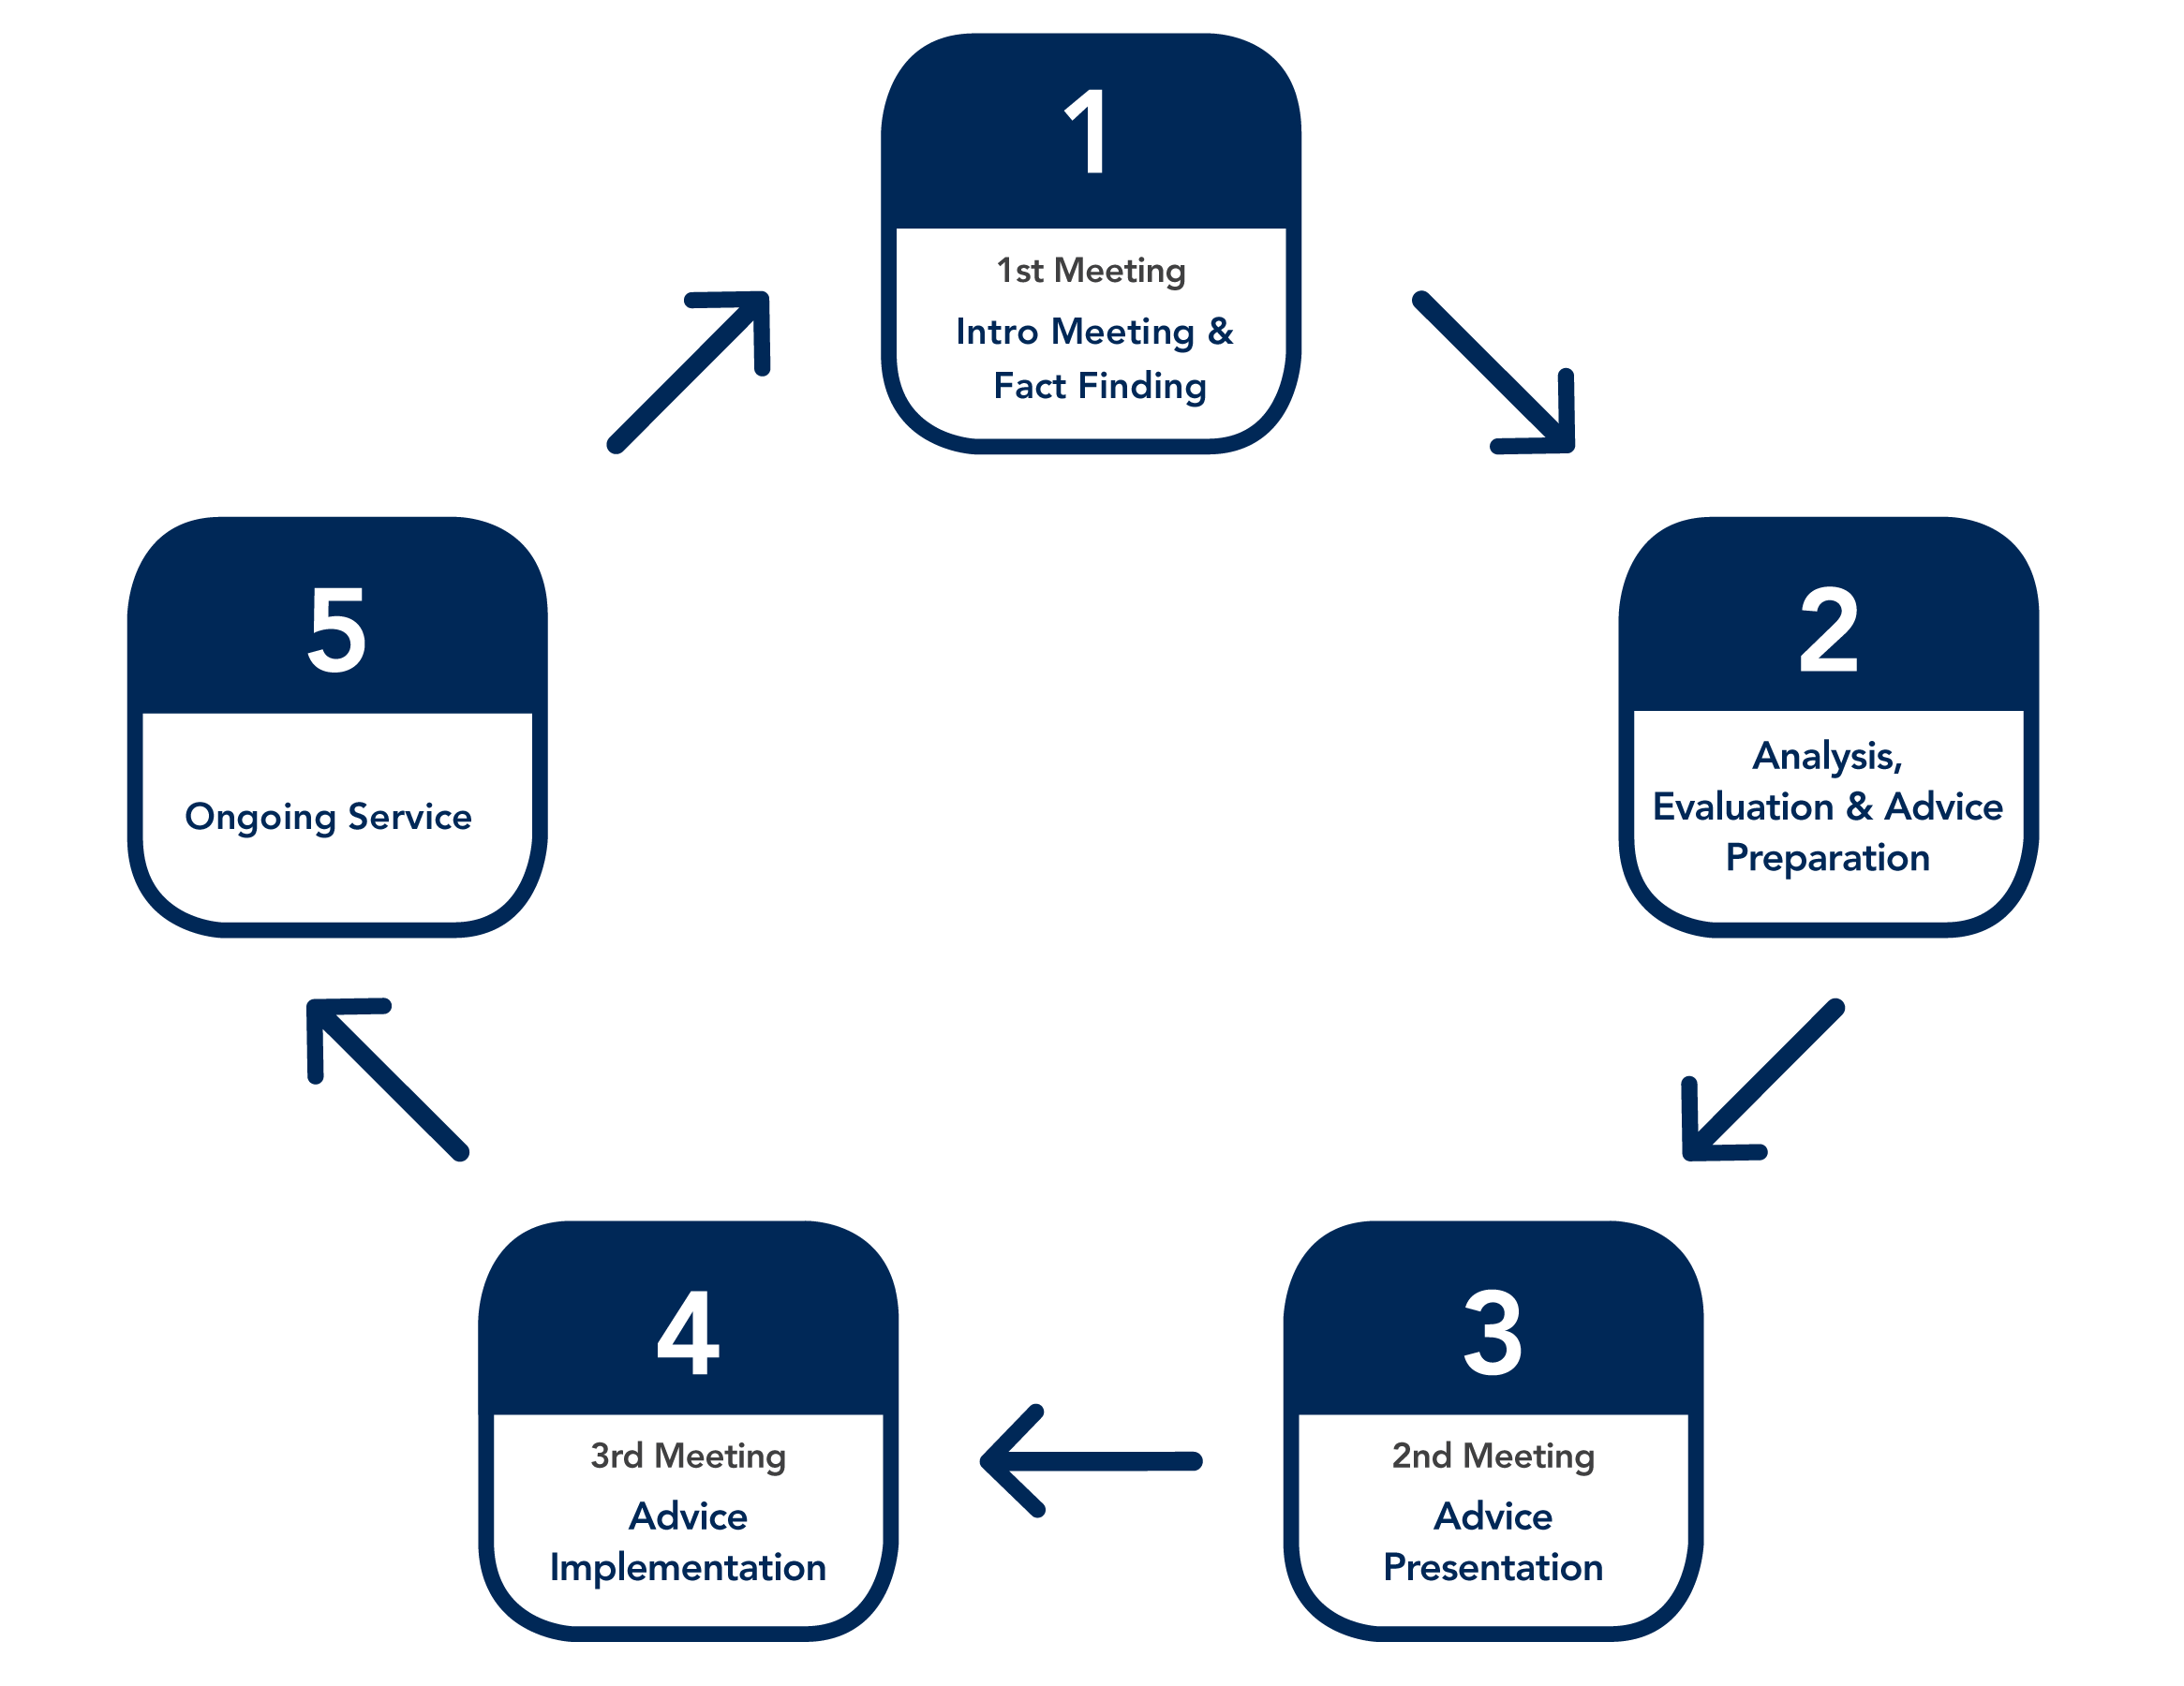 1
1st Meeting
Intro Meeting &
Fact Finding
2
Analysis,
Evaluation & Advice
Preparation
3
2nd Meeting
Advice
Presentation
4
3rd Meeting
Advice
Implementation
5
Ongoing Service